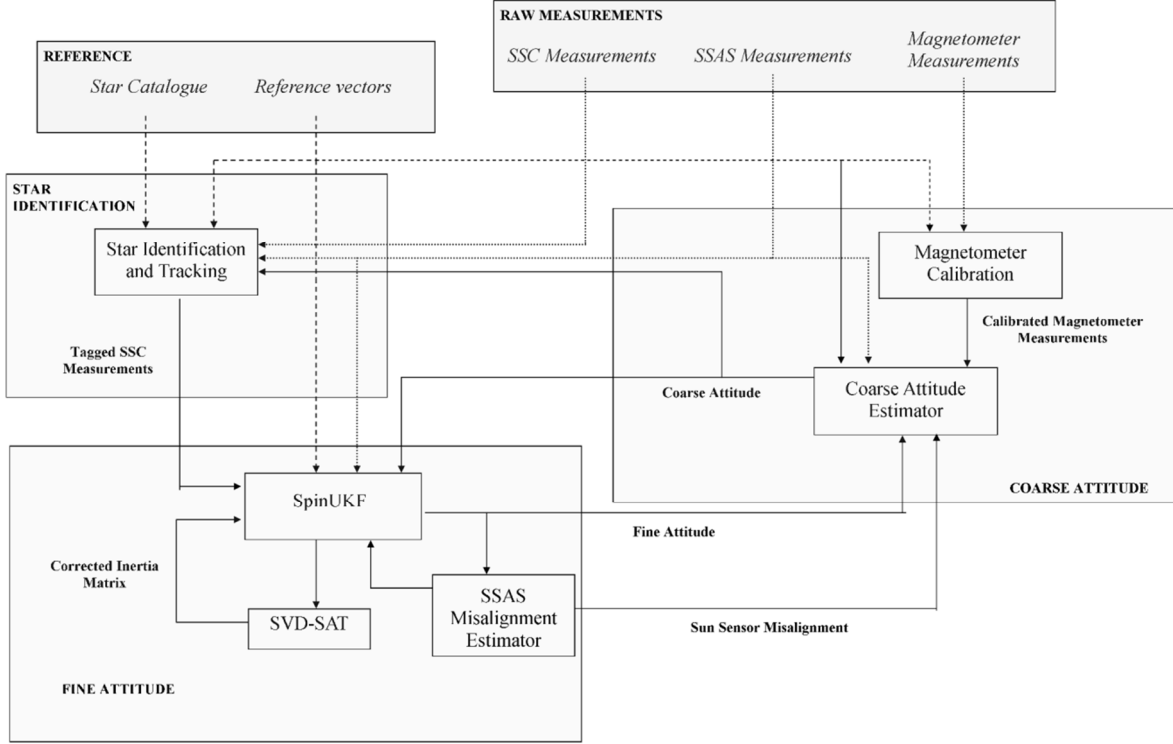 RAW MEASUREMENTS
SSC Measurements
SSAS Measurements
Magnetometer
Measurements
REFERENCE
Star Catalogue
Reference vectors
STAR
IDENTIFICATION
Star Identification
and Tracking
Magnetometer
Calibration
Calibrated Magnetometer
Measurements
Tagged SSC
Measurements
Coarse Attitude
Coarse Attitude
Estimator
COARSE ATTITUDE
SpinUKF
Fine Attitude
Corrected Inertia
Matrix
SVD-SAT
SSAS
Misalignment
Estimator
Sun Sensor Misalignment
FINE ATTITUDE